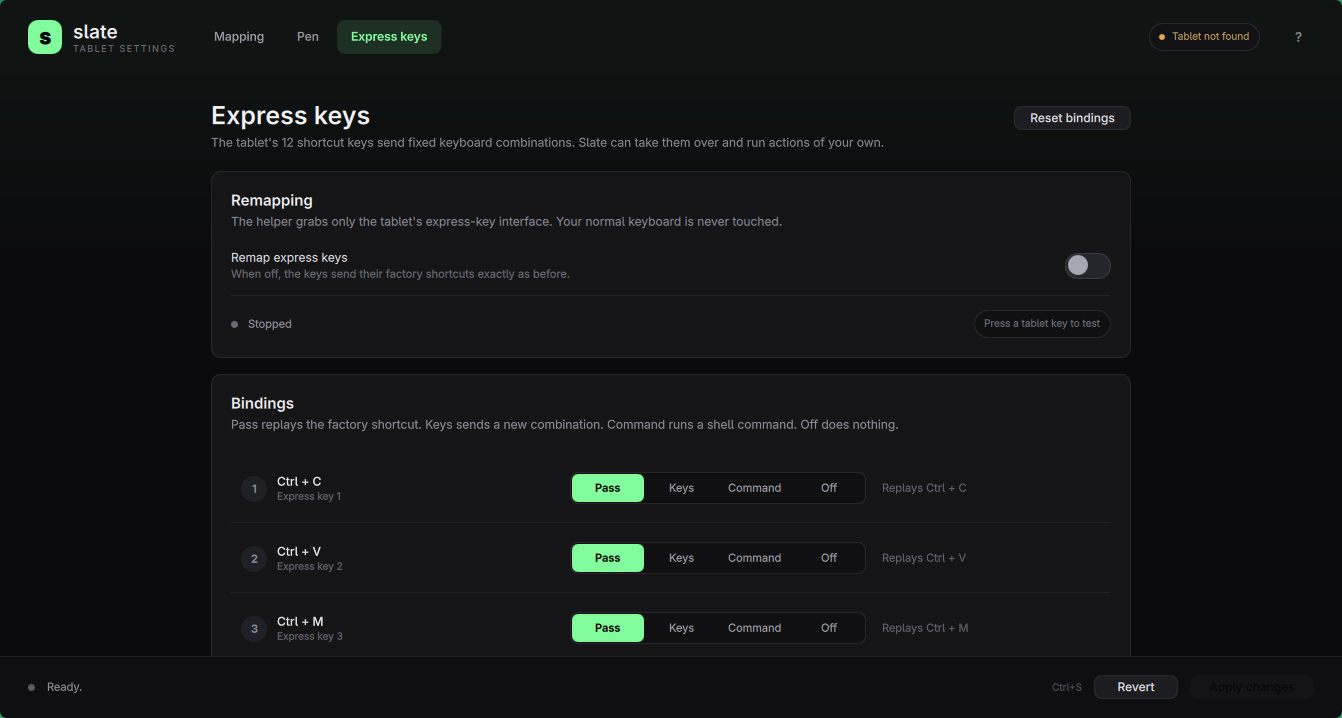 s
slate
TABLET SETTINGS
Mapping
Pen
Express keys
Tablet not found
?
Express keys
The tablet's 12 shortcut keys send fixed keyboard combinations. Slate can take them over and run actions of your own.
Reset bindings
Remapping
The helper grabs only the tablet's express-key interface. Your normal keyboard is never touched.
Remap express keys
When off, the keys send their factory shortcuts exactly as before.
Stopped
Press a tablet key to test
Bindings
Pass replays the factory shortcut. Keys sends a new combination. Command runs a shell command. Off does nothing.
1
Ctrl + C
Express key 1
Pass
Keys
Command
Off
Replays Ctrl + C
2
Ctrl + V
Express key 2
Pass
Keys
Command
Off
Replays Ctrl + V
3
Ctrl + M
Express key 3
Pass
Keys
Command
Off
Replays Ctrl + M
Ready.
Ctrl+S
Revert
Apply changes